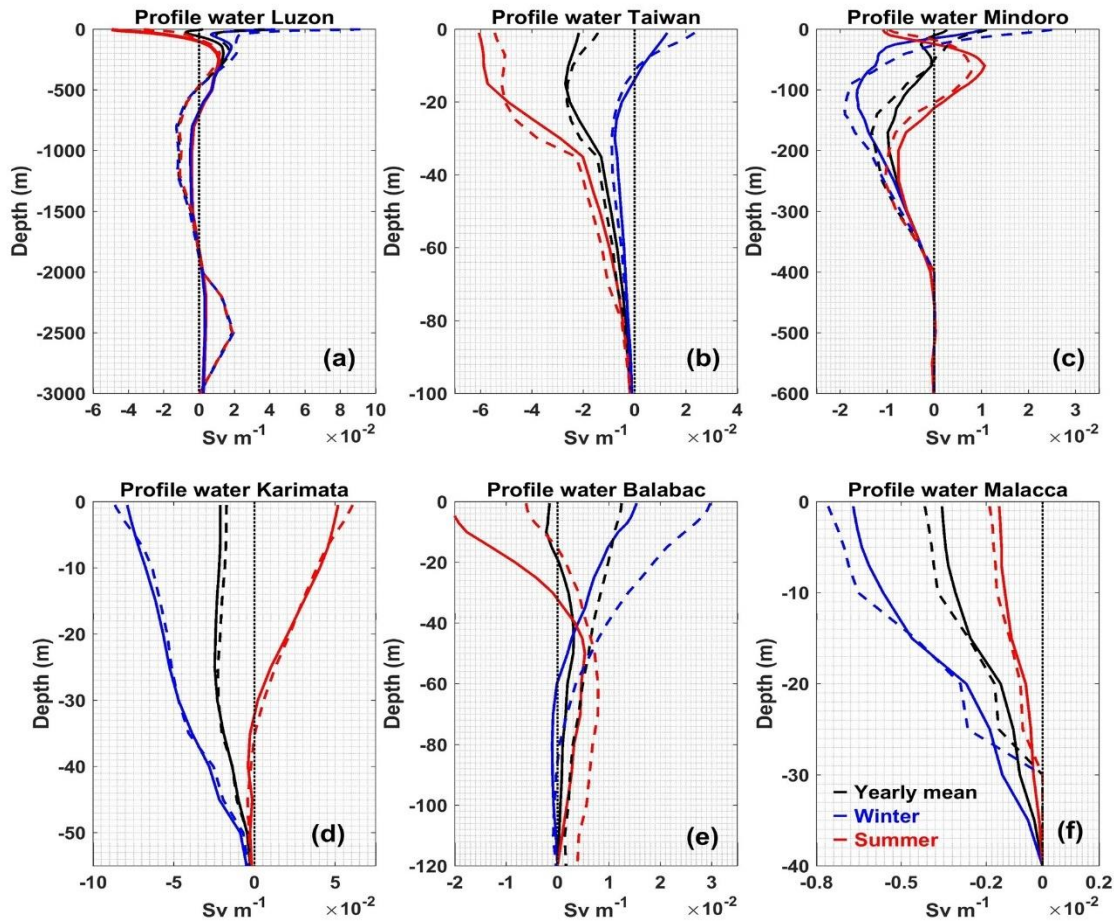 Profile water Luzon
0
-500
-1000
-1500
-2000
-2500
-3000
Depth (m)
-6 -4 -2 0 2 4 6 8 10
Sv m⁻¹ ×10⁻²
(a)
Profile water Taiwan
0
-20
-40
-60
-80
-100
Depth (m)
-6 -4 -2 0 2 4
Sv m⁻¹ ×10⁻²
(b)
Profile water Mindoro
0
-100
-200
-300
-400
-500
-600
Depth (m)
-2 -1 0 1 2 3
Sv m⁻¹ ×10⁻²
(c)
Profile water Karimata
0
-10
-20
-30
-40
-50
Depth (m)
-10 -5 0 5
Sv m⁻¹ ×10⁻²
(d)
Profile water Balabac
0
-20
-40
-60
-80
-100
-120
Depth (m)
-2 -1 0 1 2 3
Sv m⁻¹ ×10⁻²
(e)
Profile water Malacca
0
-10
-20
-30
-40
Depth (m)
-0.8 -0.6 -0.2 0 0.2
Sv m⁻¹ ×10⁻²
Yearly mean
Winter
Summer
(f)